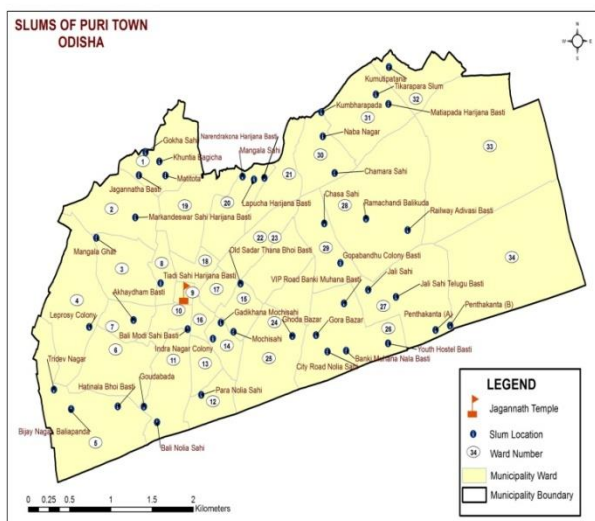 SLUMS OF PURI TOWN
ODISHA
N
W E
S
Kumutipatana
Tikarapara Slum
32
Kumbharapada
Matiapada Harijana Basti
31
Narendrakona Harijana Basti
Gokha Sahi
Mangala Sahi
Naba Nagar
33
1
Khuntia Bagicha
30
21
Jagannatha Basti
Matitota
Chamara Sahi
20
Lapucha Harijana Basti
19
2
Chasa Sahi
28
Ramachandi Balikuda
Markandeswar Sahi Harijana Basti
Railway Adivasi Basti
22
23
Mangala Ghat
Old Sadar Thana Bhoi Basti
29
34
18
Gopabandhu Colony Basti
3
8
Tiadi Sahi Harijana Basti
VIP Road Banki Muhana Basti
Jali Sahi
9
17
Akhaydham Basti
15
Jali Sahi Telugu Basti
4
27
10
Gadikhana Mochisahi
Penthakata (A)
Penthakata (B)
Leprosy Colony
7
16
24
Ghoda Bazar
Gora Bazar
26
Bali Modi Sahi Basti
6
14
Mochisahi
Youth Hostel Basti
Indra Nagar Colony
25
Banki Muhana Nala Basti
11
13
City Road Nolia Sahi
Tridev Nagar
Hatinala Bhoi Basti
Goudabada
Para Nolia Sahi
12
Bijay Nagar, Baliapanda
5
Bali Nolia Sahi
LEGEND
Jagannath Temple
Slum Location
34
Ward Number
Municipality Ward
Municipality Boundary
0 0.25 0.5 1 1.5 2
Kilometers